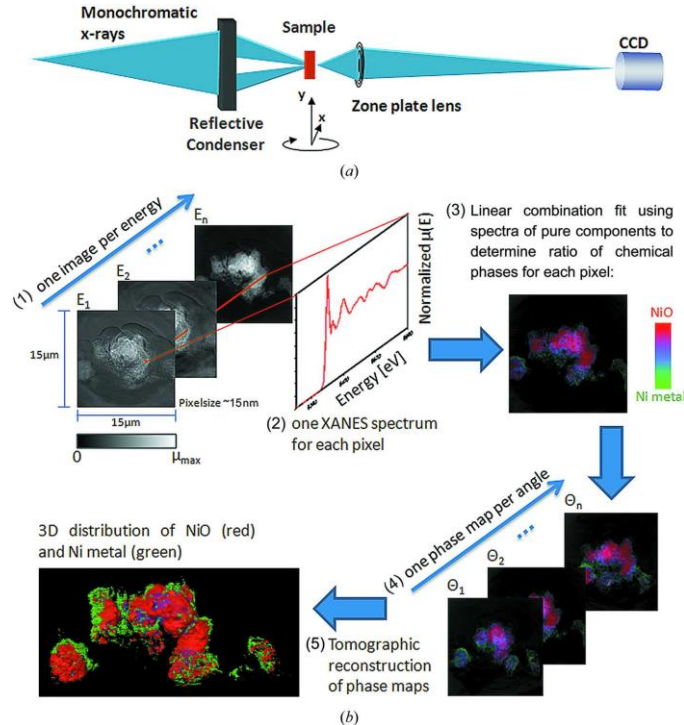 Monochromatic
x-rays
Sample
CCD
Zone plate lens
Reflective
Condenser
y
x
(a)
(1) one image per energy
E1
E2
En
15µm
15µm
Pixelsize ~15nm
0
µmax
Normalized µ(E)
Energy [eV]
(2) one XANES spectrum
for each pixel
(3) Linear combination fit using
spectra of pure components to
determine ratio of chemical
phases for each pixel:
NiO
Ni metal
(4) one phase map per angle
Θ1
Θ2
Θn
(5) Tomographic
reconstruction
of phase maps
3D distribution of NiO (red)
and Ni metal (green)
(b)